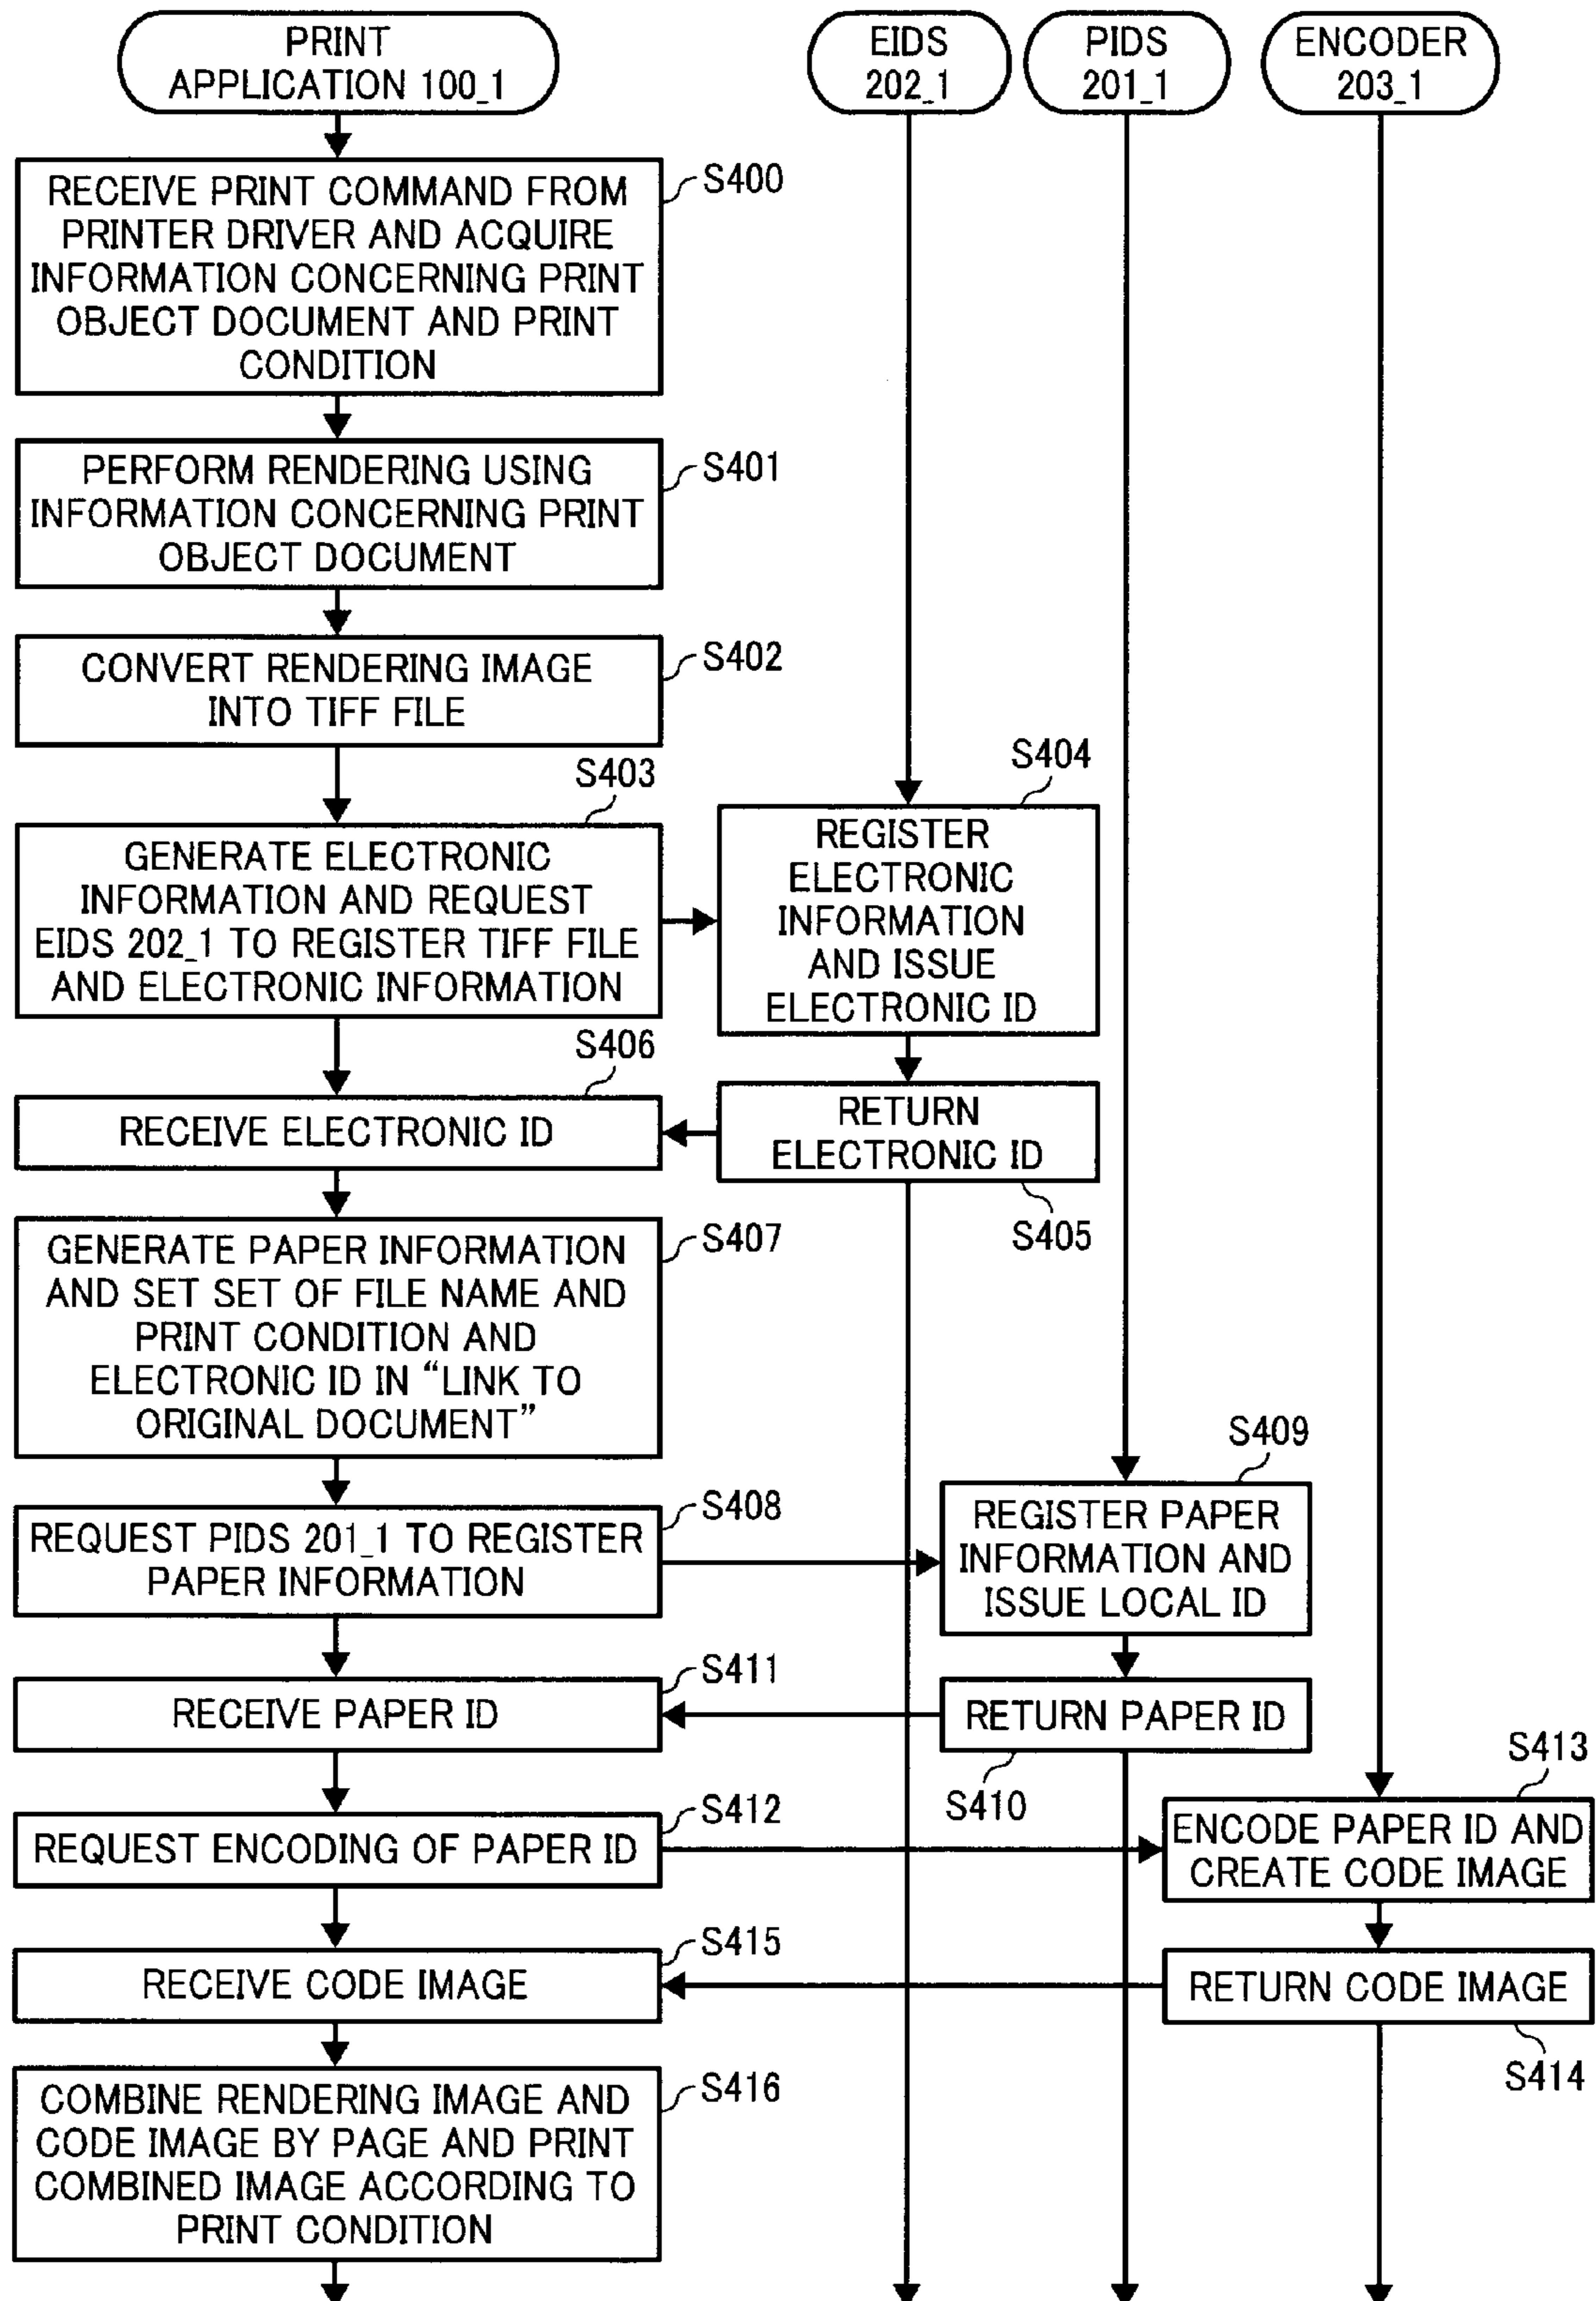 PRINT
APPLICATION 100_1
EIDS
202_1
PIDS
201_1
ENCODER
203_1
RECEIVE PRINT COMMAND FROM
PRINTER DRIVER AND ACQUIRE
INFORMATION CONCERNING PRINT
OBJECT DOCUMENT AND PRINT
CONDITION
S400
PERFORM RENDERING USING
INFORMATION CONCERNING PRINT
OBJECT DOCUMENT
S401
CONVERT RENDERING IMAGE
INTO TIFF FILE
S402
S403
GENERATE ELECTRONIC
INFORMATION AND REQUEST
EIDS 202_1 TO REGISTER TIFF FILE
AND ELECTRONIC INFORMATION
S404
REGISTER
ELECTRONIC
INFORMATION
AND ISSUE
ELECTRONIC ID
S406
RECEIVE ELECTRONIC ID
RETURN
ELECTRONIC ID
S405
GENERATE PAPER INFORMATION
AND SET SET OF FILE NAME AND
PRINT CONDITION AND
ELECTRONIC ID IN “LINK TO
ORIGINAL DOCUMENT”
S407
REQUEST PIDS 201_1 TO REGISTER
PAPER INFORMATION
S408
S409
REGISTER PAPER
INFORMATION AND
ISSUE LOCAL ID
RECEIVE PAPER ID
S411
RETURN PAPER ID
S410
REQUEST ENCODING OF PAPER ID
S412
S413
ENCODE PAPER ID AND
CREATE CODE IMAGE
RECEIVE CODE IMAGE
S415
RETURN CODE IMAGE
S414
COMBINE RENDERING IMAGE AND
CODE IMAGE BY PAGE AND PRINT
COMBINED IMAGE ACCORDING TO
PRINT CONDITION
S416